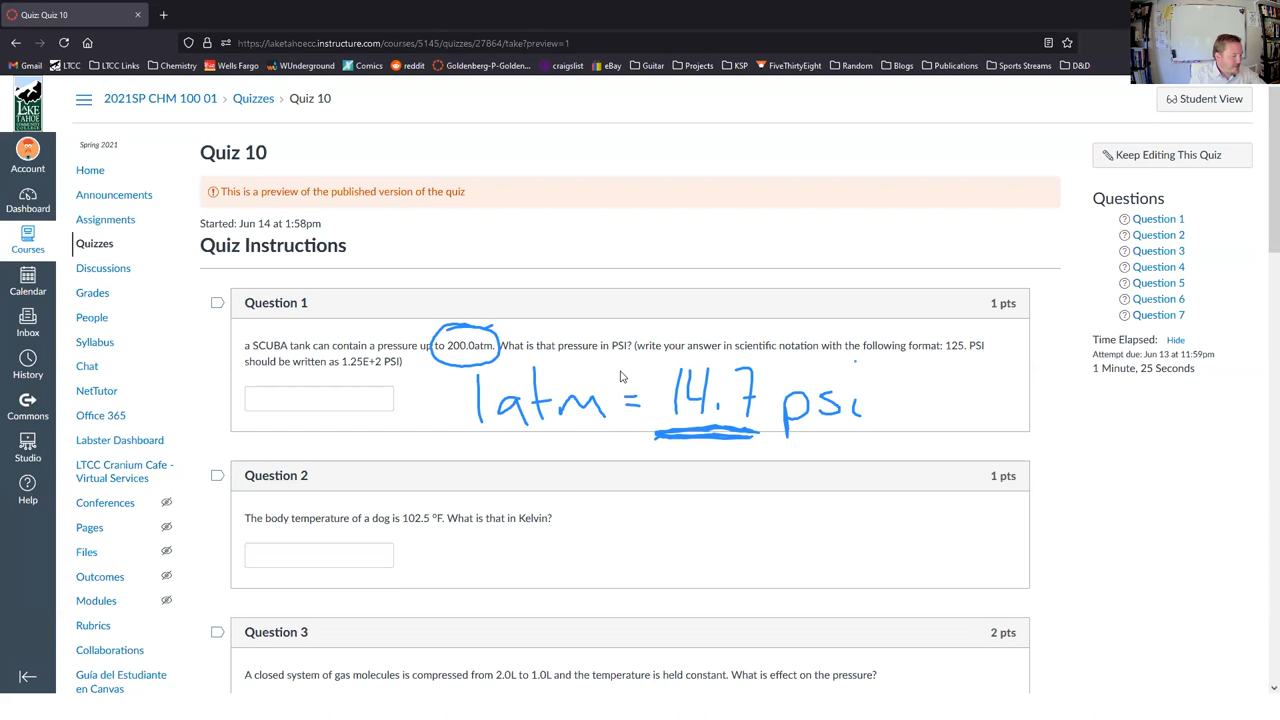 Quiz: Quiz 10
https://laketahoecc.instructure.com/courses/5145/quizzes/27864/take?preview=1
Gmail LTCC LTCC Links Chemistry Wells Fargo WUnderground Comics reddit Goldenberg-P-Golden... craigslist eBay Guitar Projects KSP FiveThirtyEight Random Blogs Publications Sports Streams D&D
LAKE TAHOE
2021SP CHM 100 01 › Quizzes › Quiz 10
Student View
Account
Dashboard
Courses
Calendar
Inbox
History
Commons
Studio
Help
Spring 2021
Home
Announcements
Assignments
Quizzes
Discussions
Grades
People
Syllabus
Chat
NetTutor
Office 365
Labster Dashboard
LTCC Cranium Cafe -
Virtual Services
Conferences
Pages
Files
Outcomes
Modules
Rubrics
Collaborations
Guía del Estudiante
en Canvas
Quiz 10
This is a preview of the published version of the quiz
Started: Jun 14 at 1:58pm
Quiz Instructions
Question 1 1 pts
a SCUBA tank can contain a pressure up to 200.0atm. What is that pressure in PSI? (write your answer in scientific notation with the following format: 125. PSI
should be written as 1.25E+2 PSI)
1 atm = 14.7 psi
Question 2 1 pts
The body temperature of a dog is 102.5 °F. What is that in Kelvin?
Question 3 2 pts
A closed system of gas molecules is compressed from 2.0L to 1.0L and the temperature is held constant. What is effect on the pressure?
Keep Editing This Quiz
Questions
Question 1
Question 2
Question 3
Question 4
Question 5
Question 6
Question 7
Time Elapsed: Hide
Attempt due: Jun 13 at 11:59pm
1 Minute, 25 Seconds